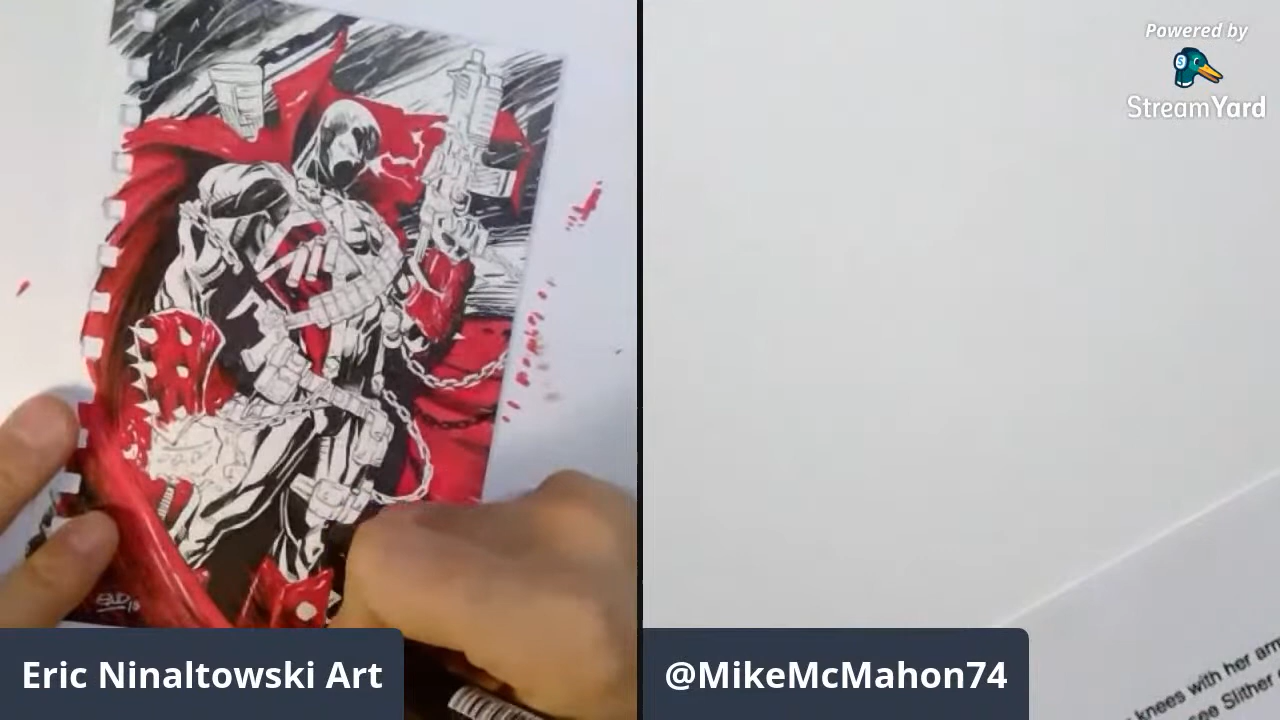 Powered by
StreamYard
Eric Ninaltowski Art
@MikeMcMahon74
knees with her arm
Slither